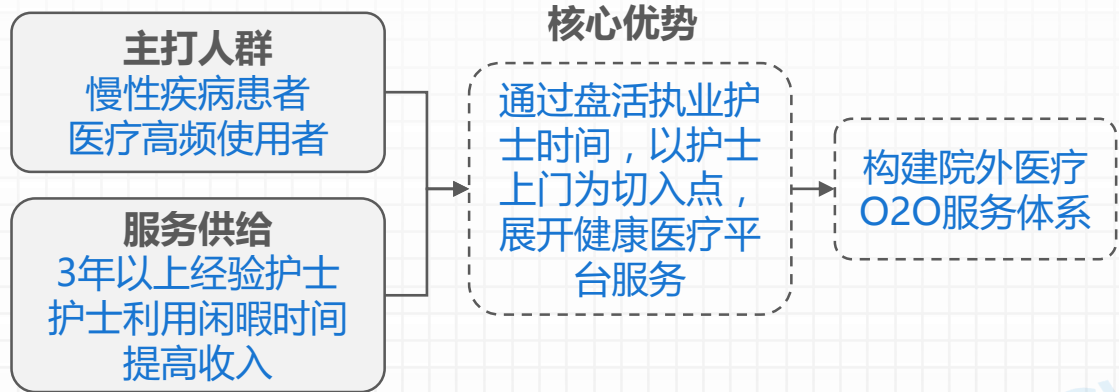 主打人群
慢性疾病患者
医疗高频使用者
服务供给
3年以上经验护士
护士利用闲暇时间
提高收入
核心优势
通过盘活执业护
士时间，以护士
上门为切入点，
展开健康医疗平
台服务
构建院外医疗
O2O服务体系